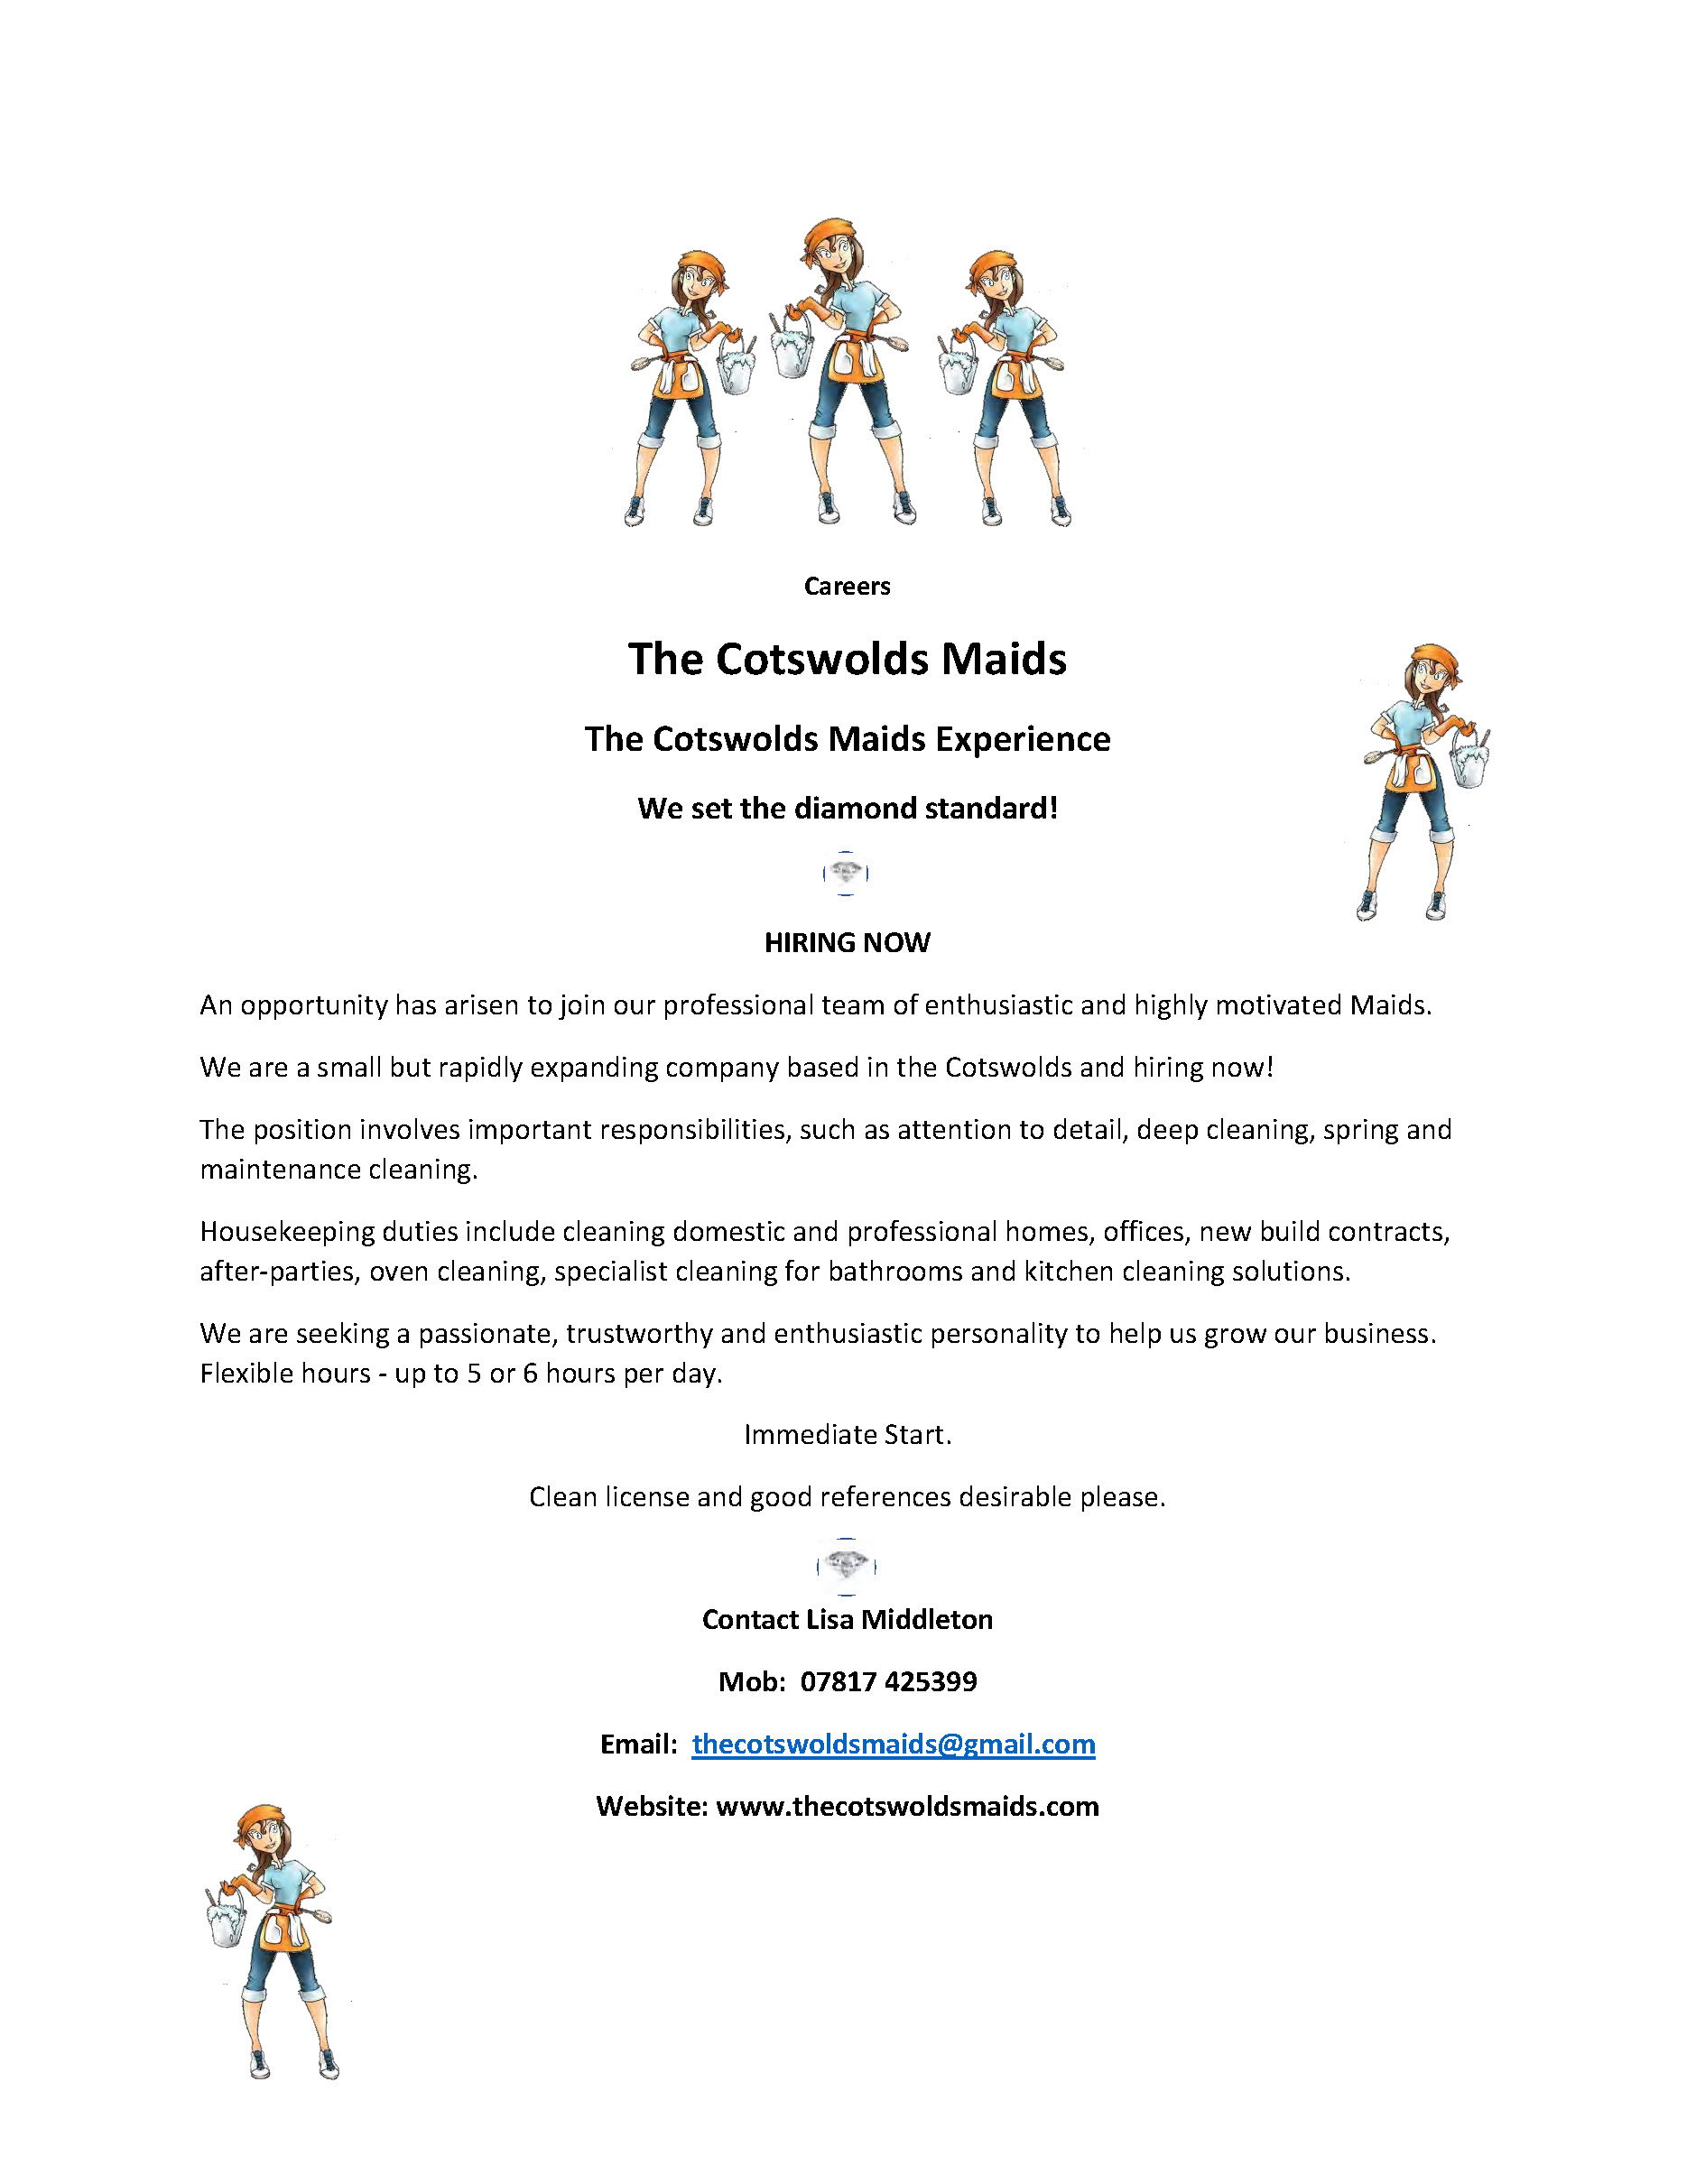 Careers
The Cotswolds Maids
The Cotswolds Maids Experience
We set the diamond standard!
HIRING NOW
An opportunity has arisen to join our professional team of enthusiastic and highly motivated Maids.
We are a small but rapidly expanding company based in the Cotswolds and hiring now!
The position involves important responsibilities, such as attention to detail, deep cleaning, spring and
maintenance cleaning.
Housekeeping duties include cleaning domestic and professional homes, offices, new build contracts,
after-parties, oven cleaning, specialist cleaning for bathrooms and kitchen cleaning solutions.
We are seeking a passionate, trustworthy and enthusiastic personality to help us grow our business.
Flexible hours - up to 5 or 6 hours per day.
Immediate Start.
Clean license and good references desirable please.
Contact Lisa Middleton
Mob:  07817 425399
Email:  thecotswoldsmaids@gmail.com
Website: www.thecotswoldsmaids.com